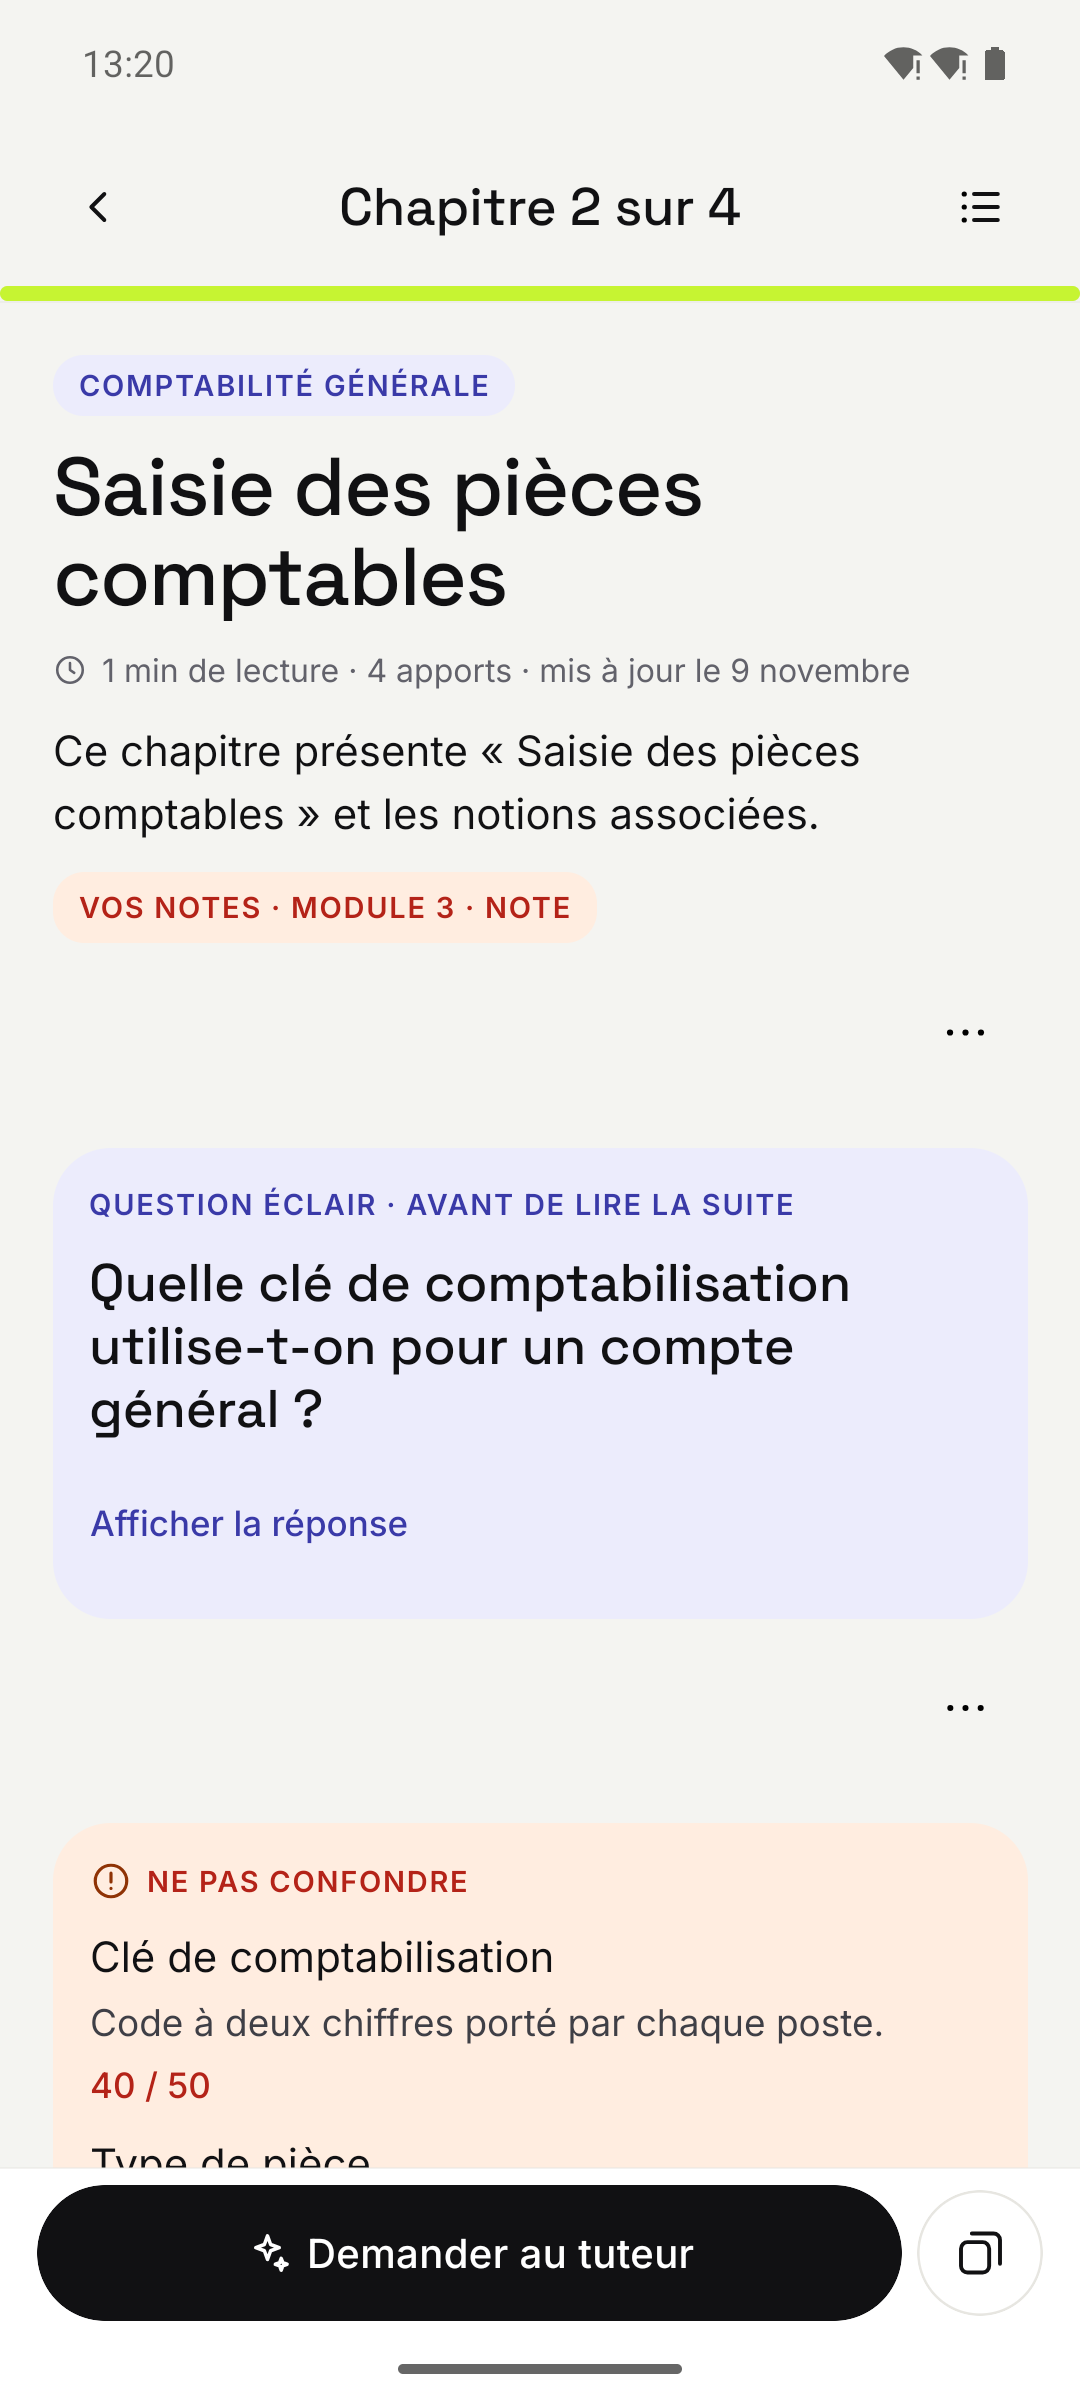 13:20
Chapitre 2 sur 4
COMPTABILITÉ GÉNÉRALE
Saisie des pièces
comptables
1 min de lecture · 4 apports · mis à jour le 9 novembre
Ce chapitre présente « Saisie des pièces
comptables » et les notions associées.
VOS NOTES · MODULE 3 · NOTE
QUESTION ÉCLAIR · AVANT DE LIRE LA SUITE
Quelle clé de comptabilisation
utilise-t-on pour un compte
général ?
Afficher la réponse
NE PAS CONFONDRE
Clé de comptabilisation
Code à deux chiffres porté par chaque poste.
40 / 50
Type de pièce
Demander au tuteur